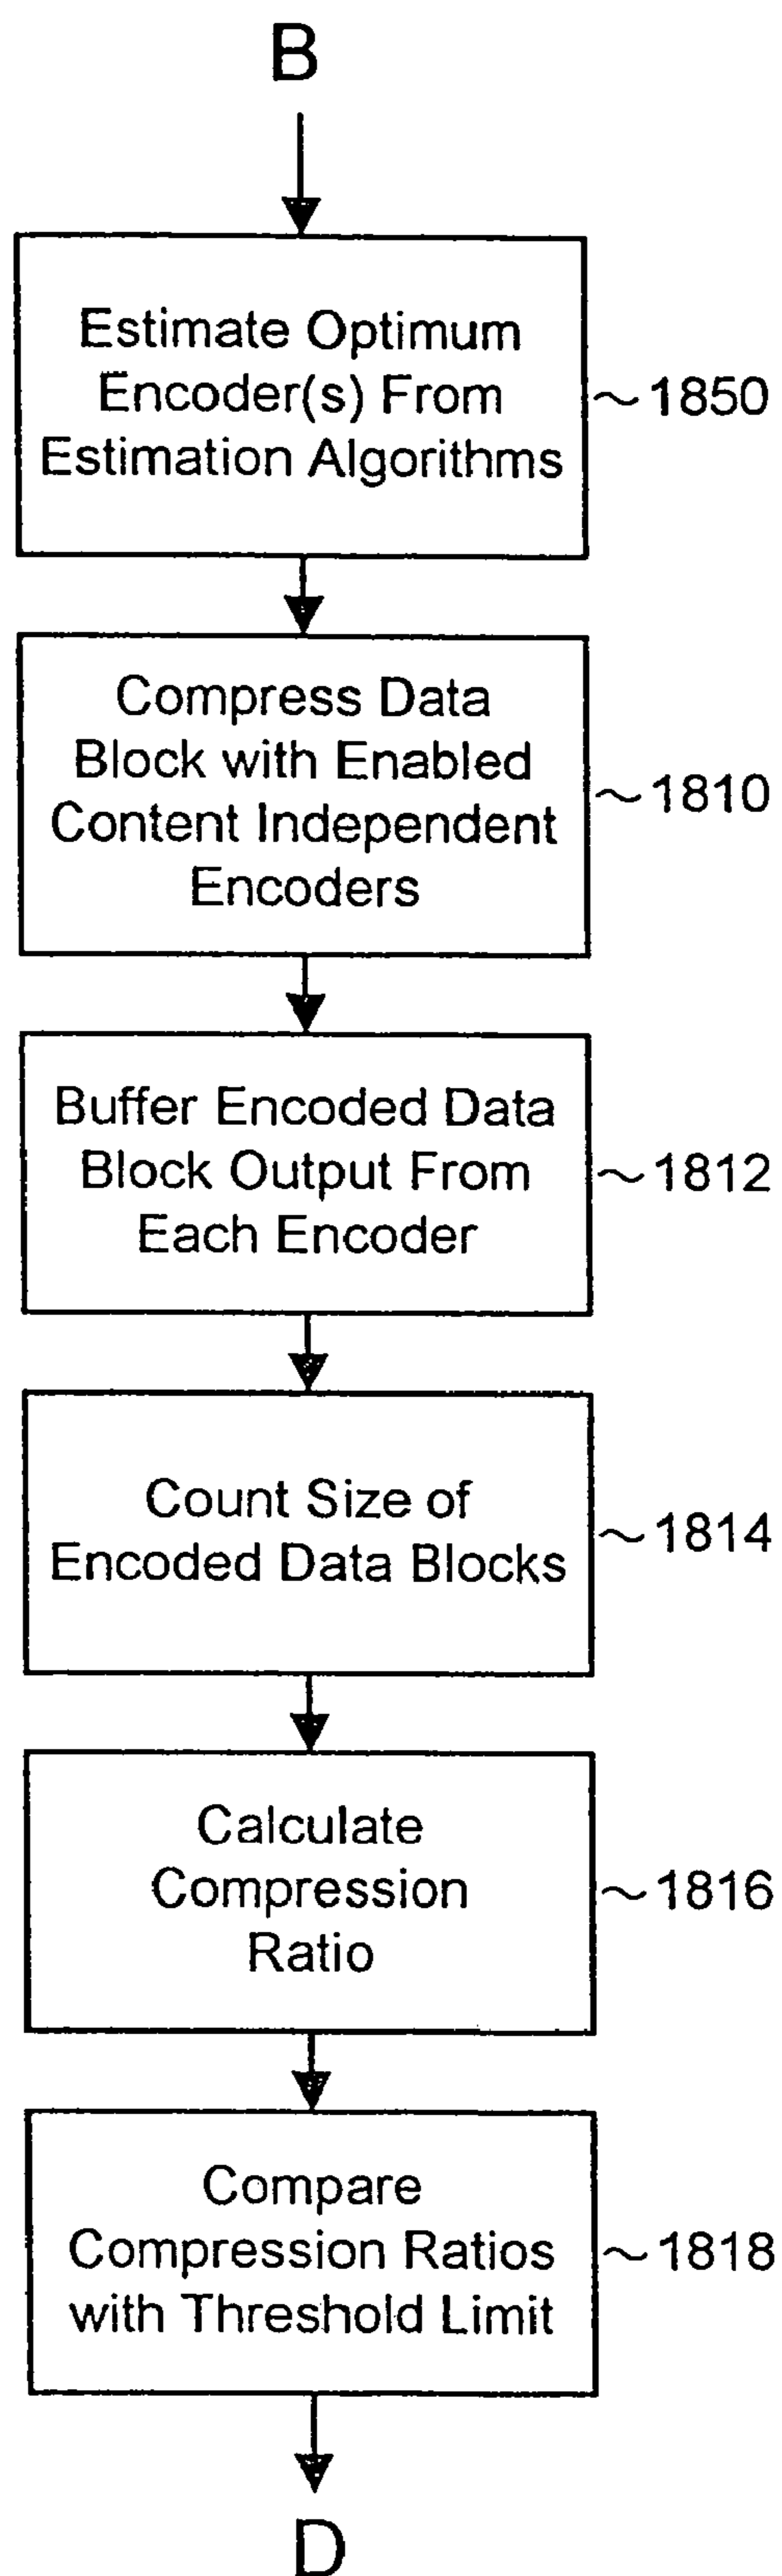 B
Estimate Optimum
Encoder(s) From
Estimation Algorithms
~1850
Compress Data
Block with Enabled
Content Independent
Encoders
~1810
Buffer Encoded Data
Block Output From
Each Encoder
~1812
Count Size of
Encoded Data Blocks
~1814
Calculate
Compression
Ratio
~1816
Compare
Compression Ratios
with Threshold Limit
~1818
D